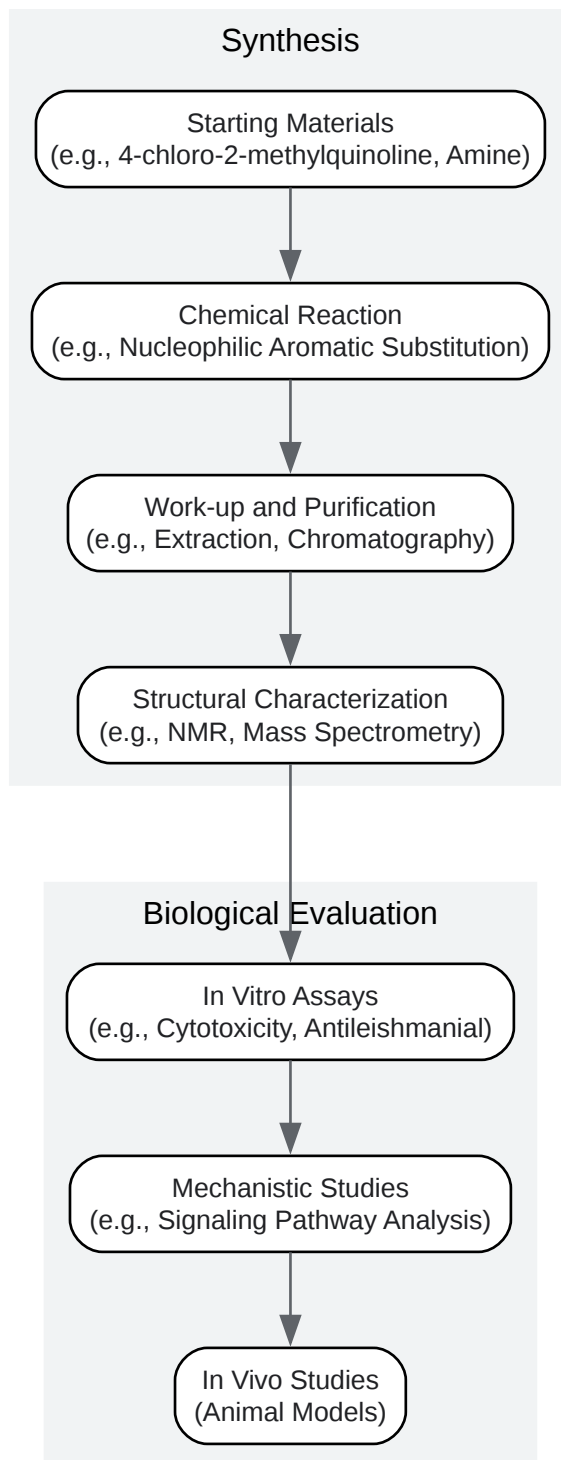 Synthesis
Starting Materials
(e.g., 4-chloro-2-methylquinoline, Amine)
Chemical Reaction
(e.g., Nucleophilic Aromatic Substitution)
Work-up and Purification
(e.g., Extraction, Chromatography)
Structural Characterization
(e.g., NMR, Mass Spectrometry)
Biological Evaluation
In Vitro Assays
(e.g., Cytotoxicity, Antileishmanial)
Mechanistic Studies
(e.g., Signaling Pathway Analysis)
In Vivo Studies
(Animal Models)